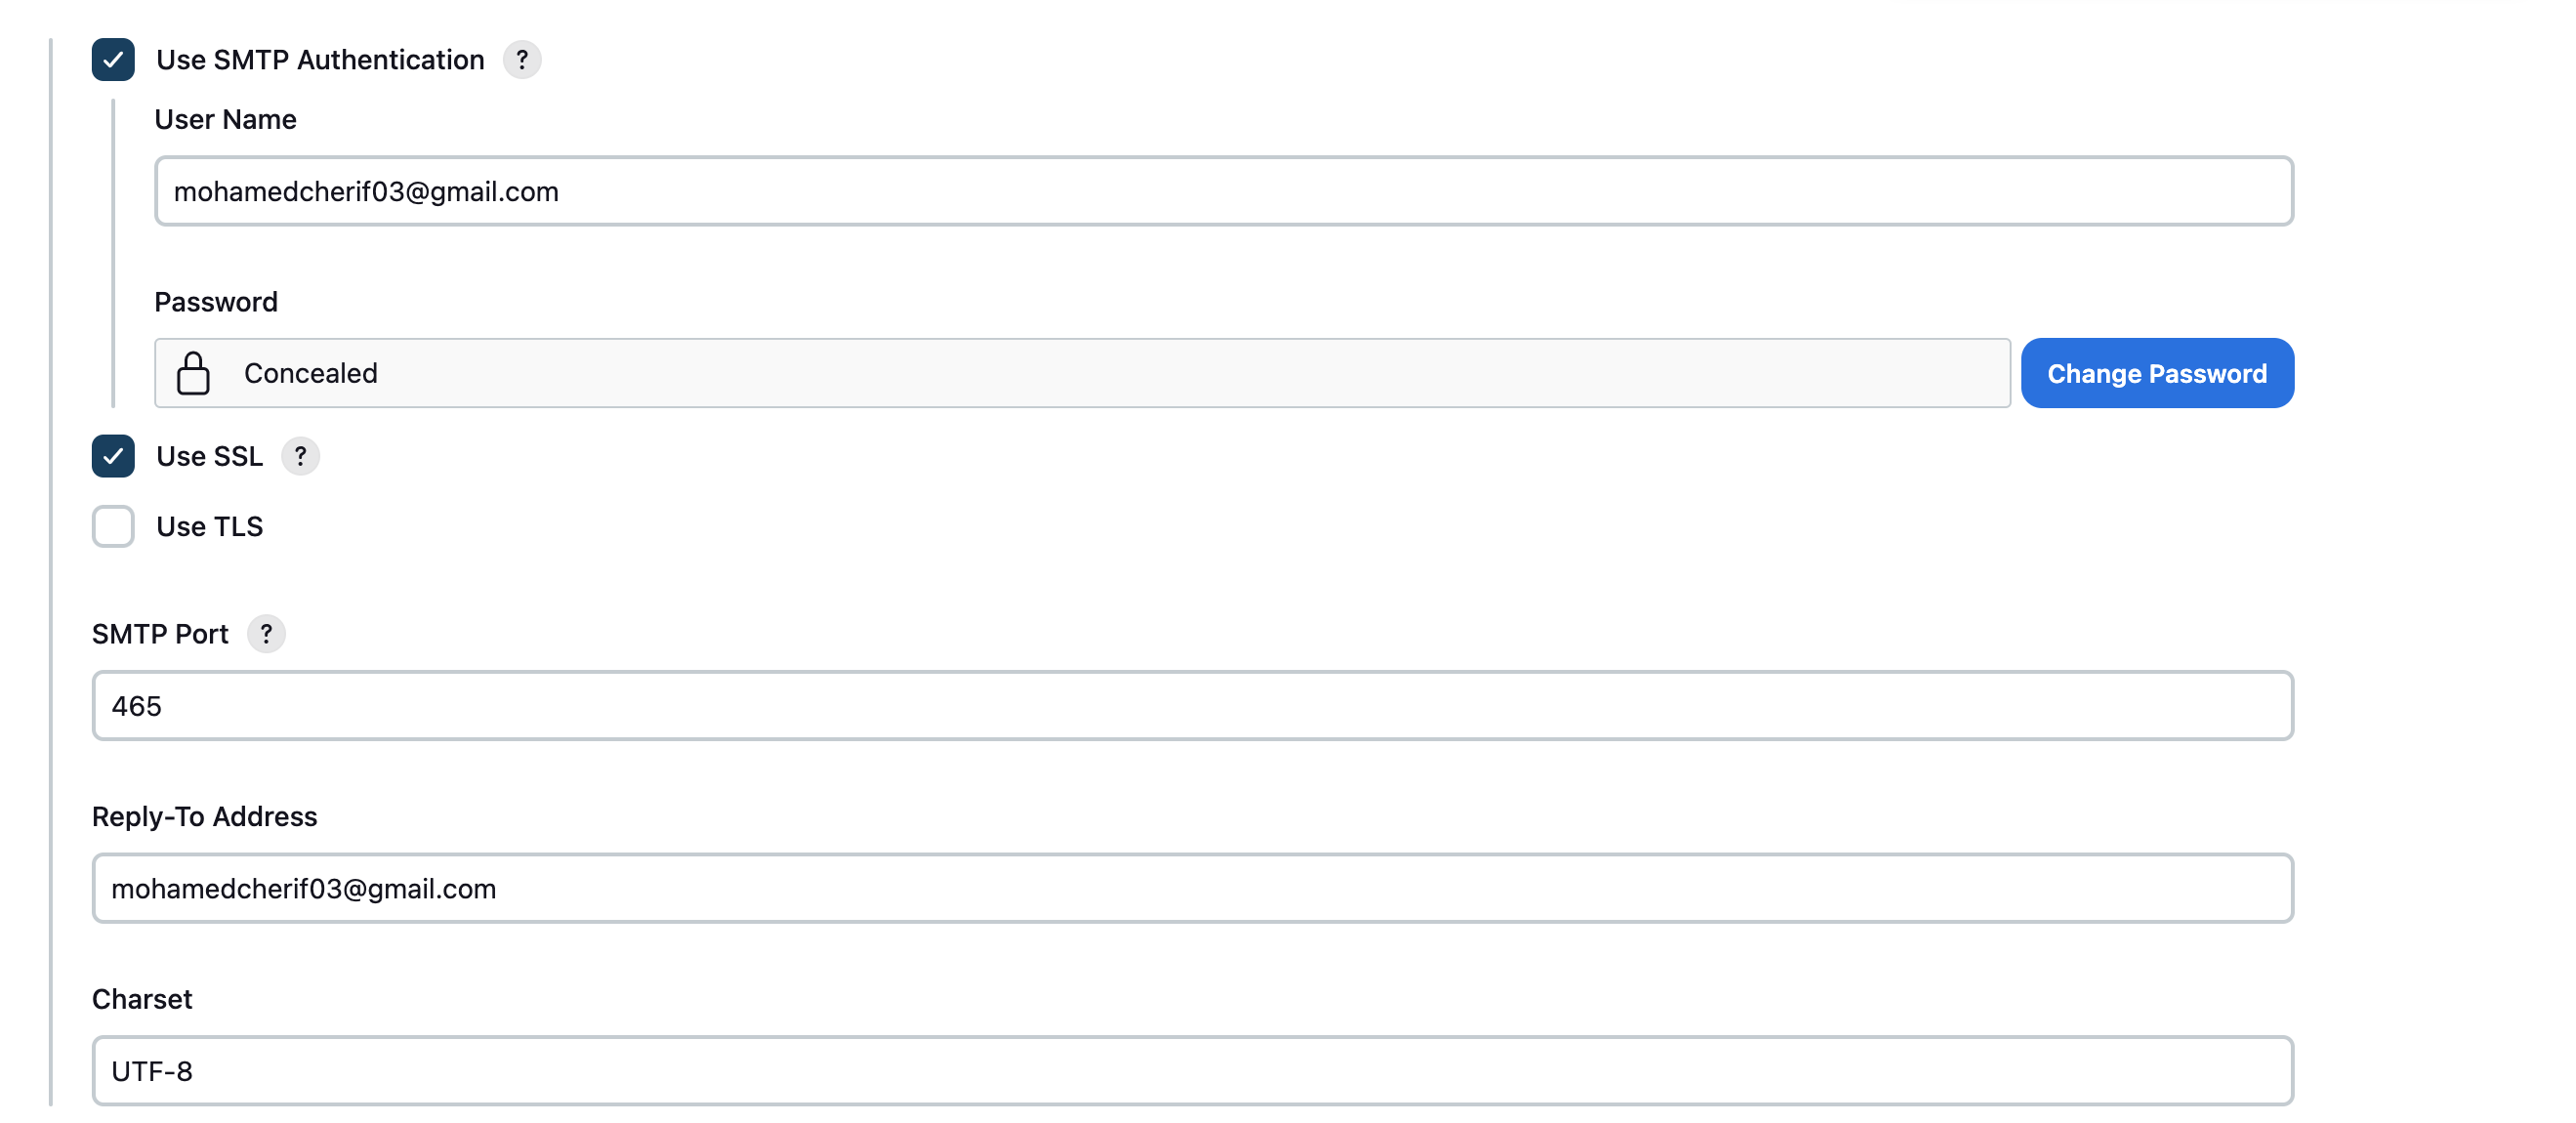 Use SMTP Authentication ?
User Name
mohamedcherif03@gmail.com
Password
Concealed
Change Password
Use SSL ?
Use TLS
SMTP Port ?
465
Reply-To Address
mohamedcherif03@gmail.com
Charset
UTF-8